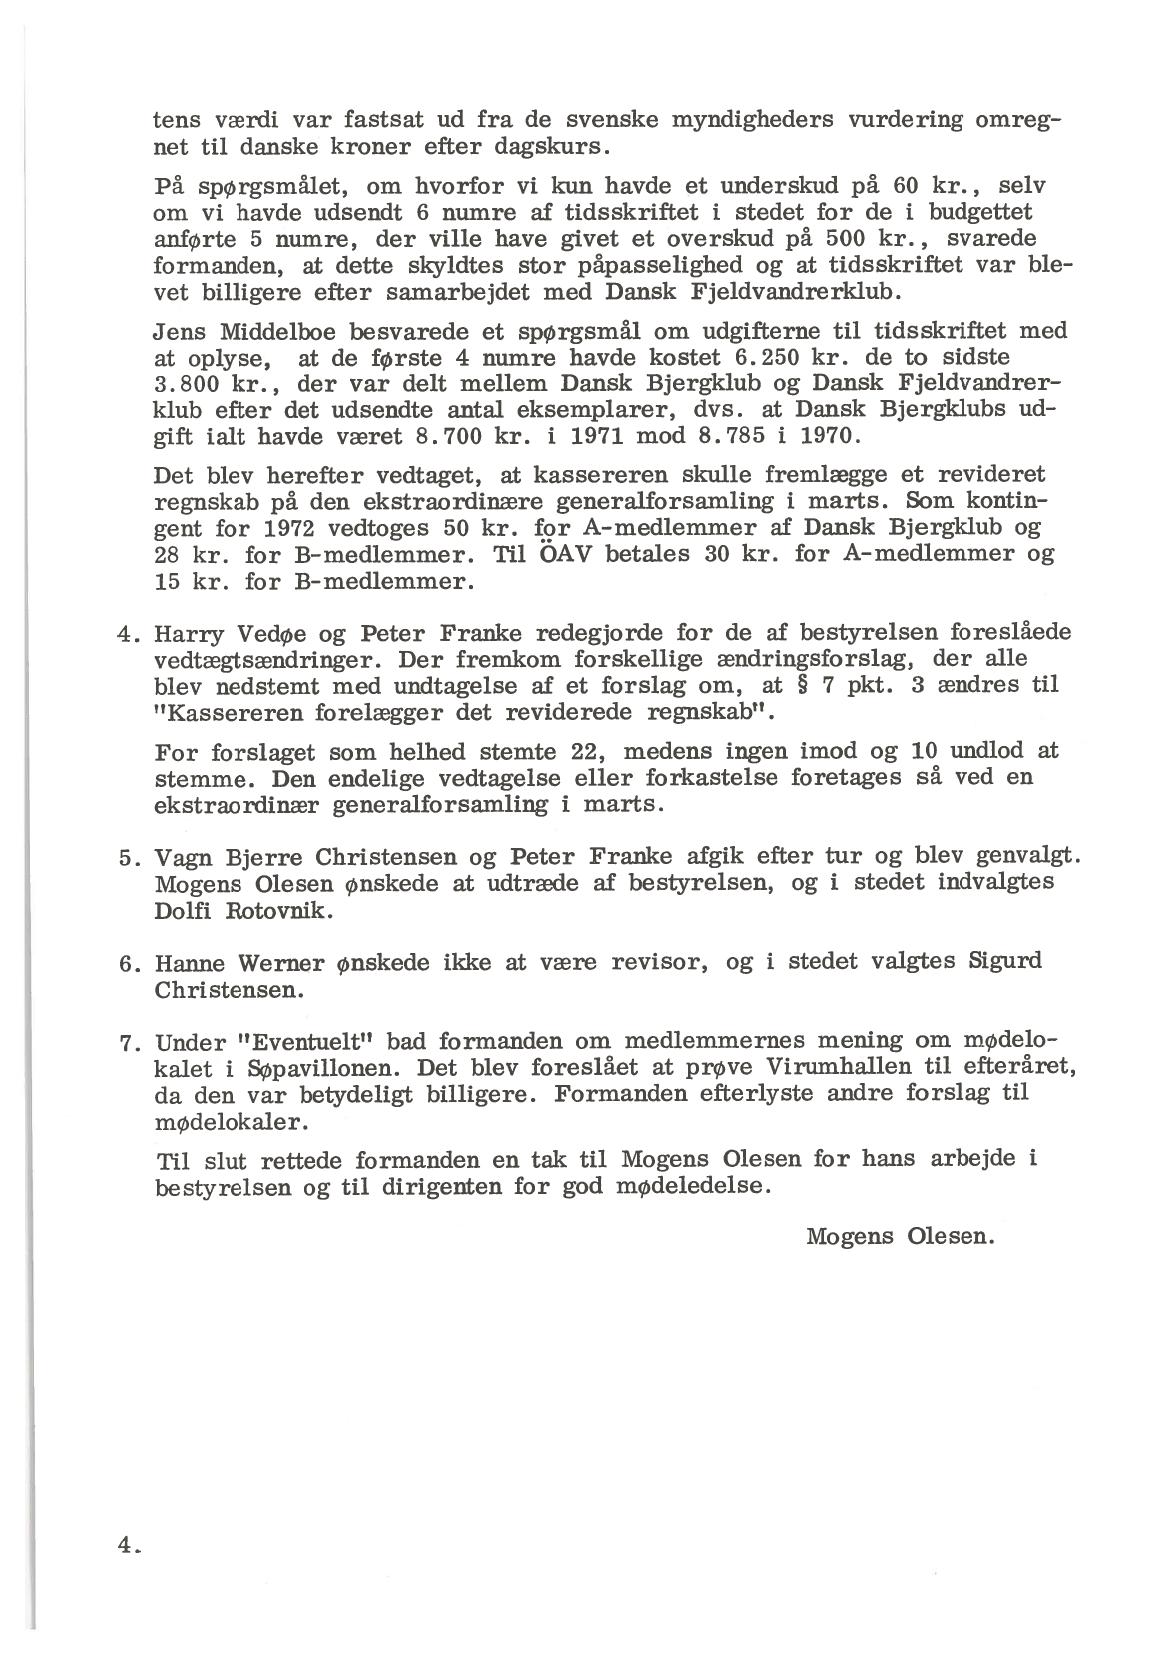 tens værdi var fastsat ud fra de svenske myndigheders vurdering omreg-
net til danske kroner efter dagskurs.
På spørgsmålet, om hvorfor vi kun havde et underskud på 60 kr., selv
om vi havde udsendt 6 numre af tidsskriftet i stedet for de i budgettet
anførte 5 numre, der ville have givet et overskud på 500 kr., svarede
formanden, at dette skyldtes stor påpasselighed og at tidsskriftet var ble-
vet billigere efter samarbejdet med Dansk Fjeldvandrerklub.
Jens Middelboe besvarede et spørgsmål om udgifterne til tidsskriftet med
at oplyse, at de første 4 numre havde kostet 6.250 kr. de to sidste
3.800 kr., der var delt mellem Dansk Bjergklub og Dansk Fjeldvandrer-
klub efter det udsendte antal eksemplarer, dvs. at Dansk Bjergklubs ud-
gift ialt havde været 8.700 kr. i 1971 mod 8.785 i 1970.
Det blev herefter vedtaget, at kassereren skulle fremlægge et revideret
regnskab på den ekstraordinære generalforsamling i marts. Som kontin-
gent for 1972 vedtoges 50 kr. for A-medlemmer af Dansk Bjergklub og
28 kr. for B-medlemmer. Til ÖAV betales 30 kr. for A-medlemmer og
15 kr. for B-medlemmer.
4. Harry Vedøe og Peter Franke redegjorde for de af bestyrelsen foreslåede
vedtægtsændringer. Der fremkom forskellige ændringsforslag, der alle
blev nedstemt med undtagelse af et forslag om, at § 7 pkt. 3 ændres til
"Kassereren forelægger det reviderede regnskab".
For forslaget som helhed stemte 22, medens ingen imod og 10 undlod at
stemme. Den endelige vedtagelse eller forkastelse foretages så ved en
ekstraordinær generalforsamling i marts.
5. Vagn Bjerre Christensen og Peter Franke afgik efter tur og blev genvalgt.
Mogens Olesen ønskede at udtræde af bestyrelsen, og i stedet indvalgtes
Dolfi Rotovnik.
6. Hanne Werner ønskede ikke at være revisor, og i stedet valgtes Sigurd
Christensen.
7. Under "Eventuelt" bad formanden om medlemmernes mening om mødelo-
kalet i Søpavillonen. Det blev foreslået at prøve Virumhallen til efteråret,
da den var betydeligt billigere. Formanden efterlyste andre forslag til
mødelokaler.
Til slut rettede formanden en tak til Mogens Olesen for hans arbejde i
bestyrelsen og til dirigenten for god mødeledelse.
Mogens Olesen.
4.